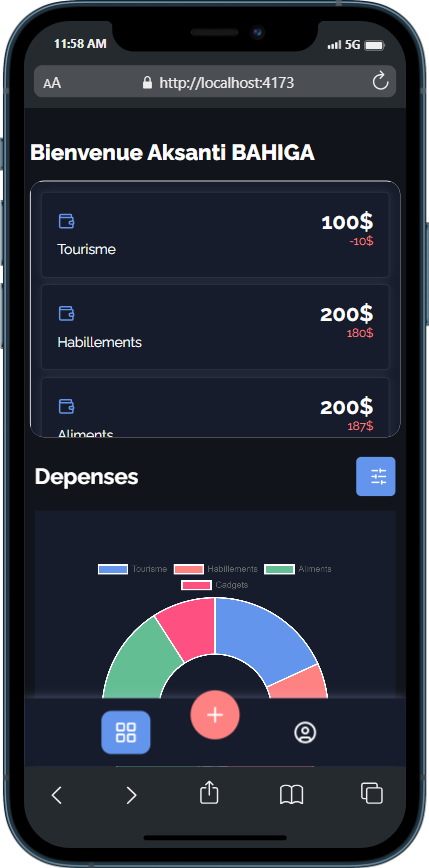 11:58 AM
5G
AA
http://localhost:4173
Bienvenue Aksanti BAHIGA
100$
-10$
Tourisme
200$
180$
Habillements
200$
187$
Aliments
Depenses
Tourisme Habillements Aliments
Gadgets